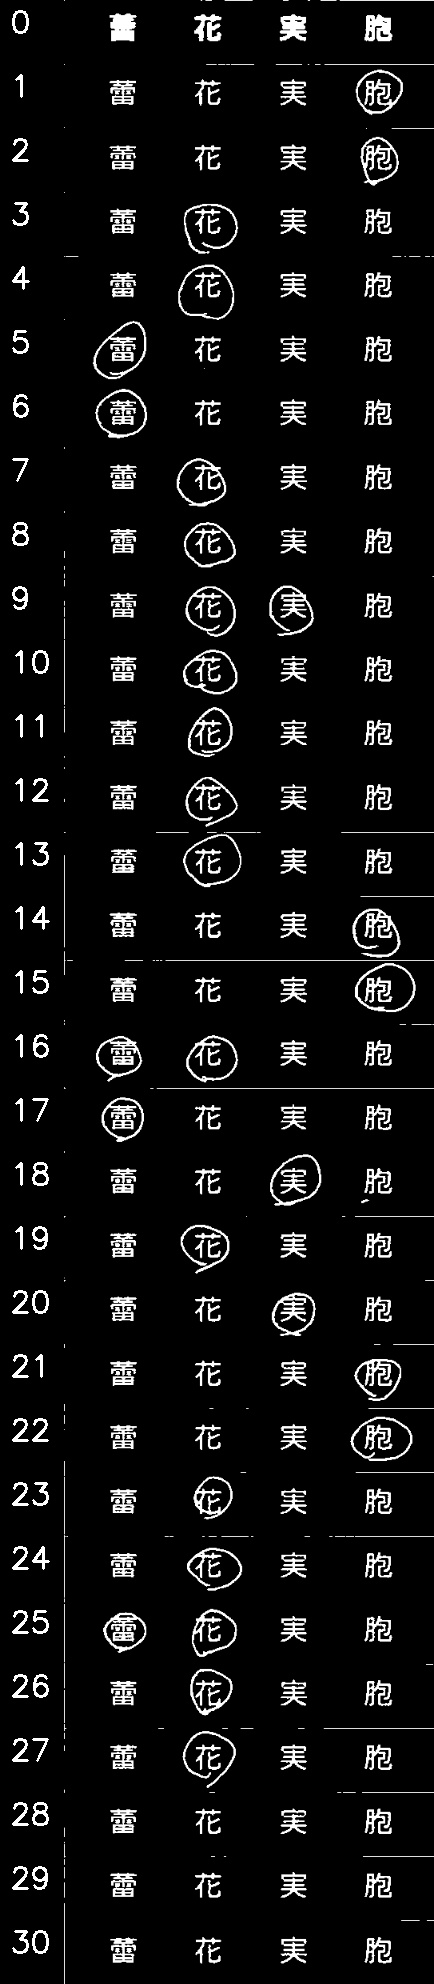 0 蕾 花 実 胞
1 蕾 花 実 胞
2 蕾 花 実 胞
3 蕾 花 実 胞
4 蕾 花 実 胞
5 蕾 花 実 胞
6 蕾 花 実 胞
7 蕾 花 実 胞
8 蕾 花 実 胞
9 蕾 花 実 胞
10 蕾 花 実 胞
11 蕾 花 実 胞
12 蕾 花 実 胞
13 蕾 花 実 胞
14 蕾 花 実 胞
15 蕾 花 実 胞
16 蕾 花 実 胞
17 蕾 花 実 胞
18 蕾 花 実 胞
19 蕾 花 実 胞
20 蕾 花 実 胞
21 蕾 花 実 胞
22 蕾 花 実 胞
23 蕾 花 実 胞
24 蕾 花 実 胞
25 蕾 花 実 胞
26 蕾 花 実 胞
27 蕾 花 実 胞
28 蕾 花 実 胞
29 蕾 花 実 胞
30 蕾 花 実 胞